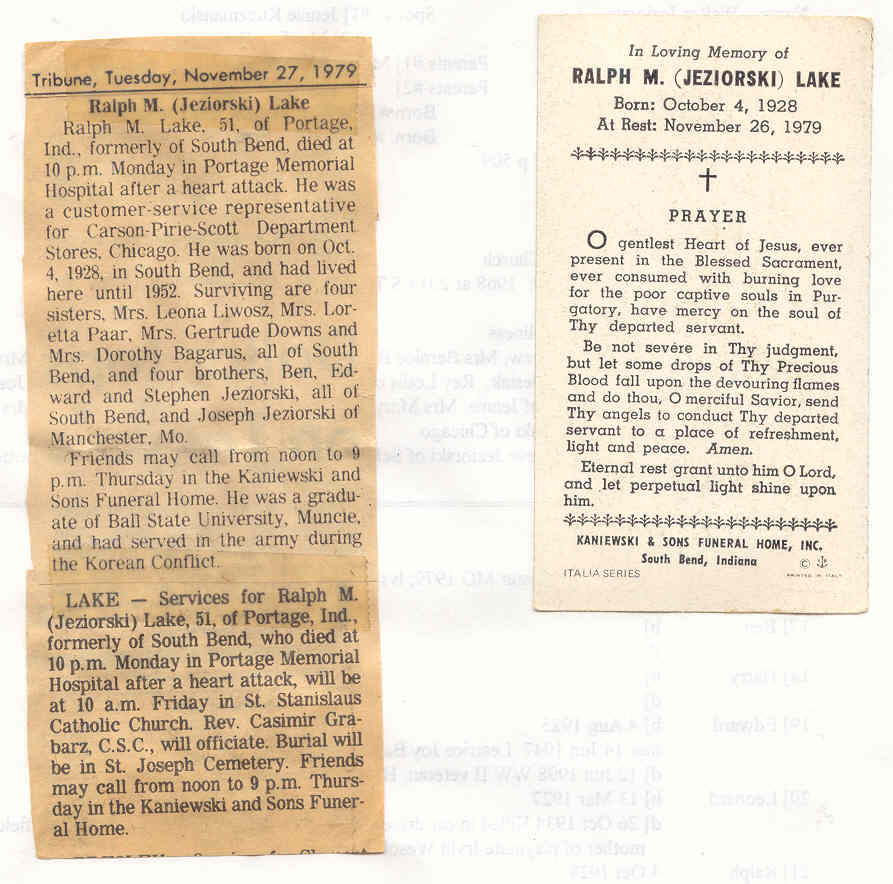 Tribune, Tuesday, November 27, 1979
Ralph M. (Jeziorski) Lake
Ralph M. Lake, 51, of Portage,
Ind., formerly of South Bend, died at
10 p.m. Monday in Portage Memorial
Hospital after a heart attack. He was
a customer-service representative
for Carson-Pirie-Scott Department
Stores, Chicago. He was born on Oct.
4, 1928, in South Bend, and had lived
here until 1952. Surviving are four
sisters, Mrs. Leona Liwosz, Mrs. Lor-
etta Paar, Mrs. Gertrude Downs and
Mrs. Dorothy Bagarus, all of South
Bend, and four brothers, Ben, Ed-
ward and Stephen Jeziorski, all of
South Bend, and Joseph Jeziorski of
Manchester, Mo.
Friends may call from noon to 9
p.m. Thursday in the Kaniewski and
Sons Funeral Home. He was a gradu-
ate of Ball State University, Muncie,
and had served in the army during
the Korean Conflict.
LAKE — Services for Ralph M.
(Jeziorski) Lake, 51, of Portage, Ind.,
formerly of South Bend, who died at
10 p.m. Monday in Portage Memorial
Hospital after a heart attack, will be
at 10 a.m. Friday in St. Stanislaus
Catholic Church. Rev. Casimir Gra-
barz, C.S.C., will officiate. Burial will
be in St. Joseph Cemetery. Friends
may call from noon to 9 p.m. Thurs-
day in the Kaniewski and Sons Funer-
al Home.
In Loving Memory of
RALPH M. (JEZIORSKI) LAKE
Born: October 4, 1928
At Rest: November 26, 1979
PRAYER
O gentlest Heart of Jesus, ever
present in the Blessed Sacrament,
ever consumed with burning love
for the poor captive souls in Pur-
gatory, have mercy on the soul of
Thy departed servant.
Be not severe in Thy judgment,
but let some drops of Thy Precious
Blood fall upon the devouring flames
and do thou, O merciful Savior, send
Thy angels to conduct Thy departed
servant to a place of refreshment,
light and peace. Amen.
Eternal rest grant unto him O Lord,
and let perpetual light shine upon
him.
KANIEWSKI & SONS FUNERAL HOME, INC.
South Bend, Indiana
ITALIA SERIES
©
PRINTED IN ITALY